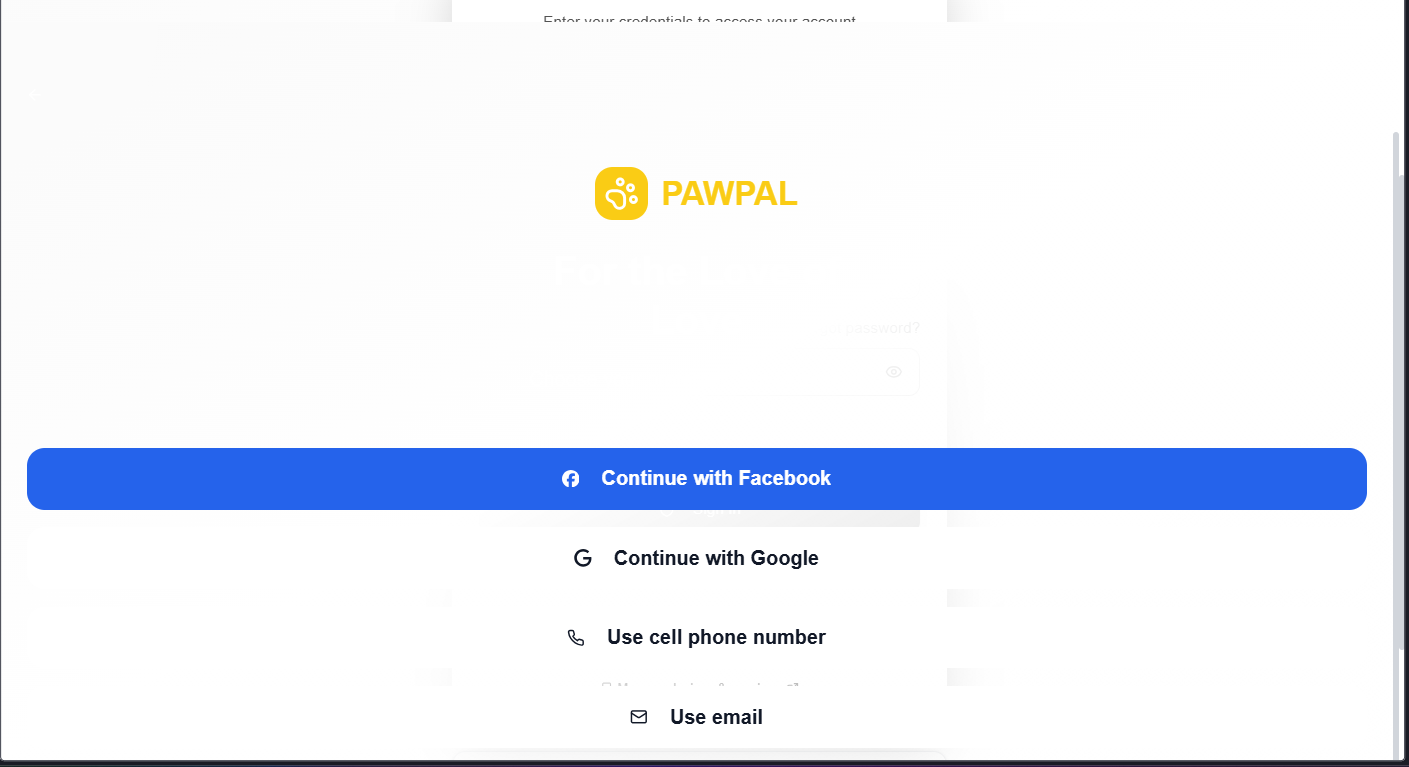 Enter your credentials to access your account
PAWPAL
password?
Continue with Facebook
Continue with Google
Use cell phone number
Use email